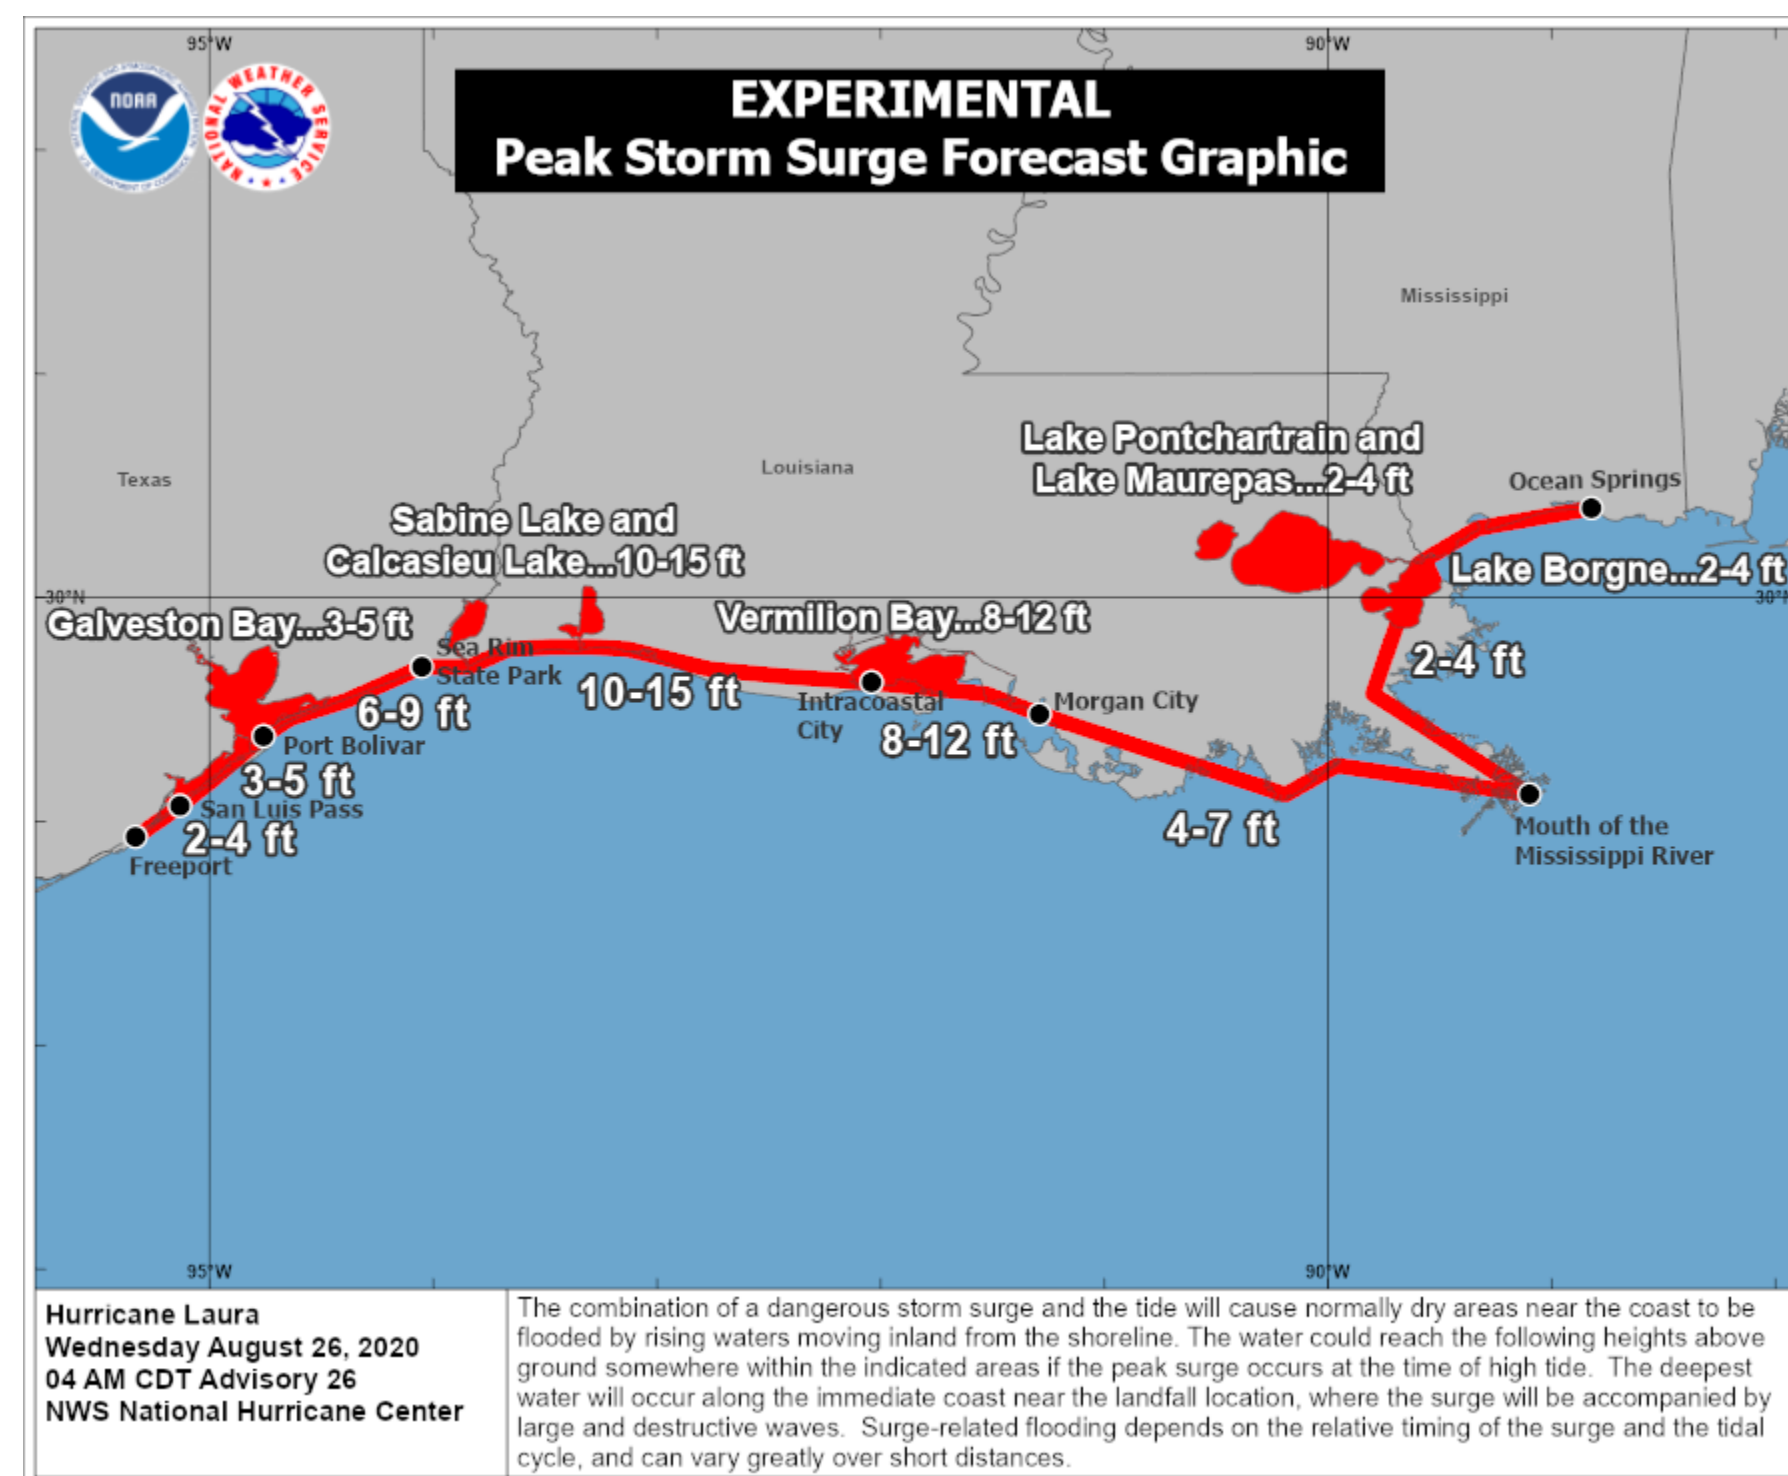 95°W
90°W
NOAA
NATIONAL WEATHER SERVICE
EXPERIMENTAL
Peak Storm Surge Forecast Graphic
Mississippi
Lake Pontchartrain and
Lake Maurepas...2-4 ft
Louisiana
Texas
Ocean Springs
Sabine Lake and
Calcasieu Lake...10-15 ft
Lake Borgne...2-4 ft
30°N
30°N
Galveston Bay...3-5 ft
Vermilion Bay...8-12 ft
Sea Rim
State Park
2-4 ft
10-15 ft
6-9 ft
Intracoastal
City
Morgan City
8-12 ft
Port Bolivar
3-5 ft
San Luis Pass
2-4 ft
Freeport
4-7 ft
Mouth of the
Mississippi River
95°W
90°W
Hurricane Laura
Wednesday August 26, 2020
04 AM CDT Advisory 26
NWS National Hurricane Center
The combination of a dangerous storm surge and the tide will cause normally dry areas near the coast to be
flooded by rising waters moving inland from the shoreline. The water could reach the following heights above
ground somewhere within the indicated areas if the peak surge occurs at the time of high tide.  The deepest
water will occur along the immediate coast near the landfall location, where the surge will be accompanied by
large and destructive waves.  Surge-related flooding depends on the relative timing of the surge and the tidal
cycle, and can vary greatly over short distances.